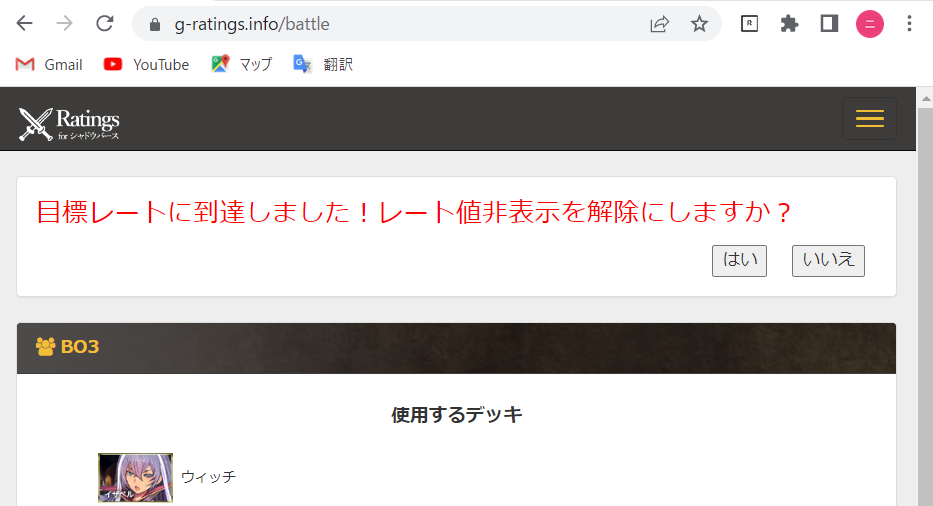 g-ratings.info/battle
R
ニ
Gmail
YouTube
マップ
G
翻訳
Ratings
for シャドウバース
目標レートに到達しました！レート値非表示を解除にしますか？
はい
いいえ
BO3
使用するデッキ
イザベル
ウィッチ